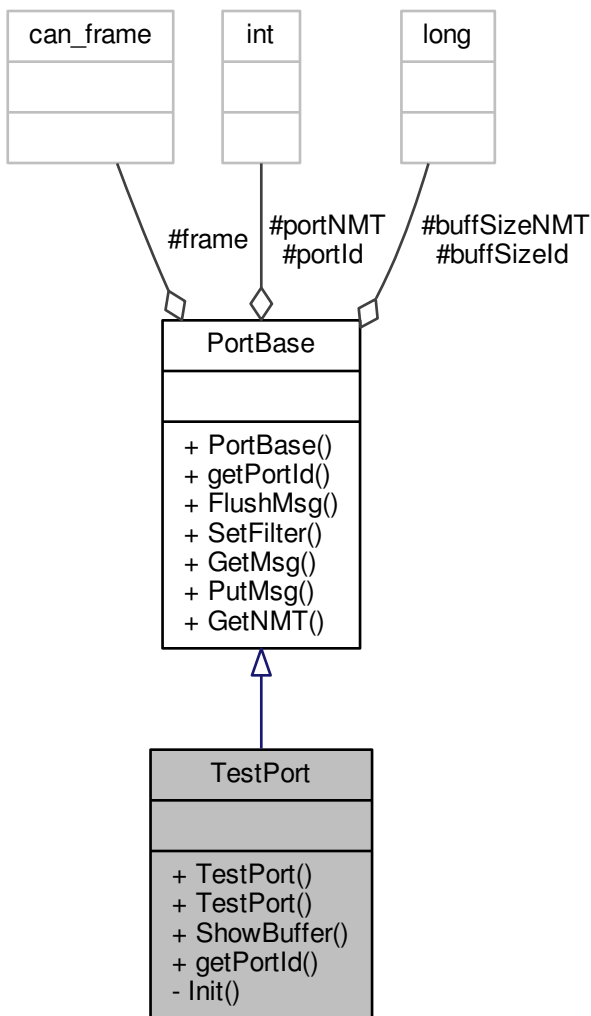 can_frame
int
long
#frame
#portNMT
#portId
#buffSizeNMT
#buffSizeId
PortBase
+ PortBase()
+ getPortId()
+ FlushMsg()
+ SetFilter()
+ GetMsg()
+ PutMsg()
+ GetNMT()
TestPort
+ TestPort()
+ TestPort()
+ ShowBuffer()
+ getPortId()
- Init()